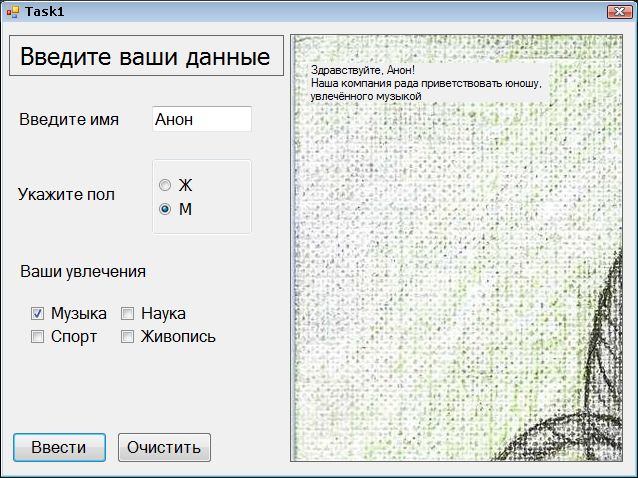 Task1
Введите ваши данные
Введите имя
Анон
Укажите пол
Ж
М
Ваши увлечения
Музыка
Наука
Спорт
Живопись
Ввести
Очистить
Здравствуйте, Анон!
Наша компания рада приветствовать юношу,
увлечённого музыкой